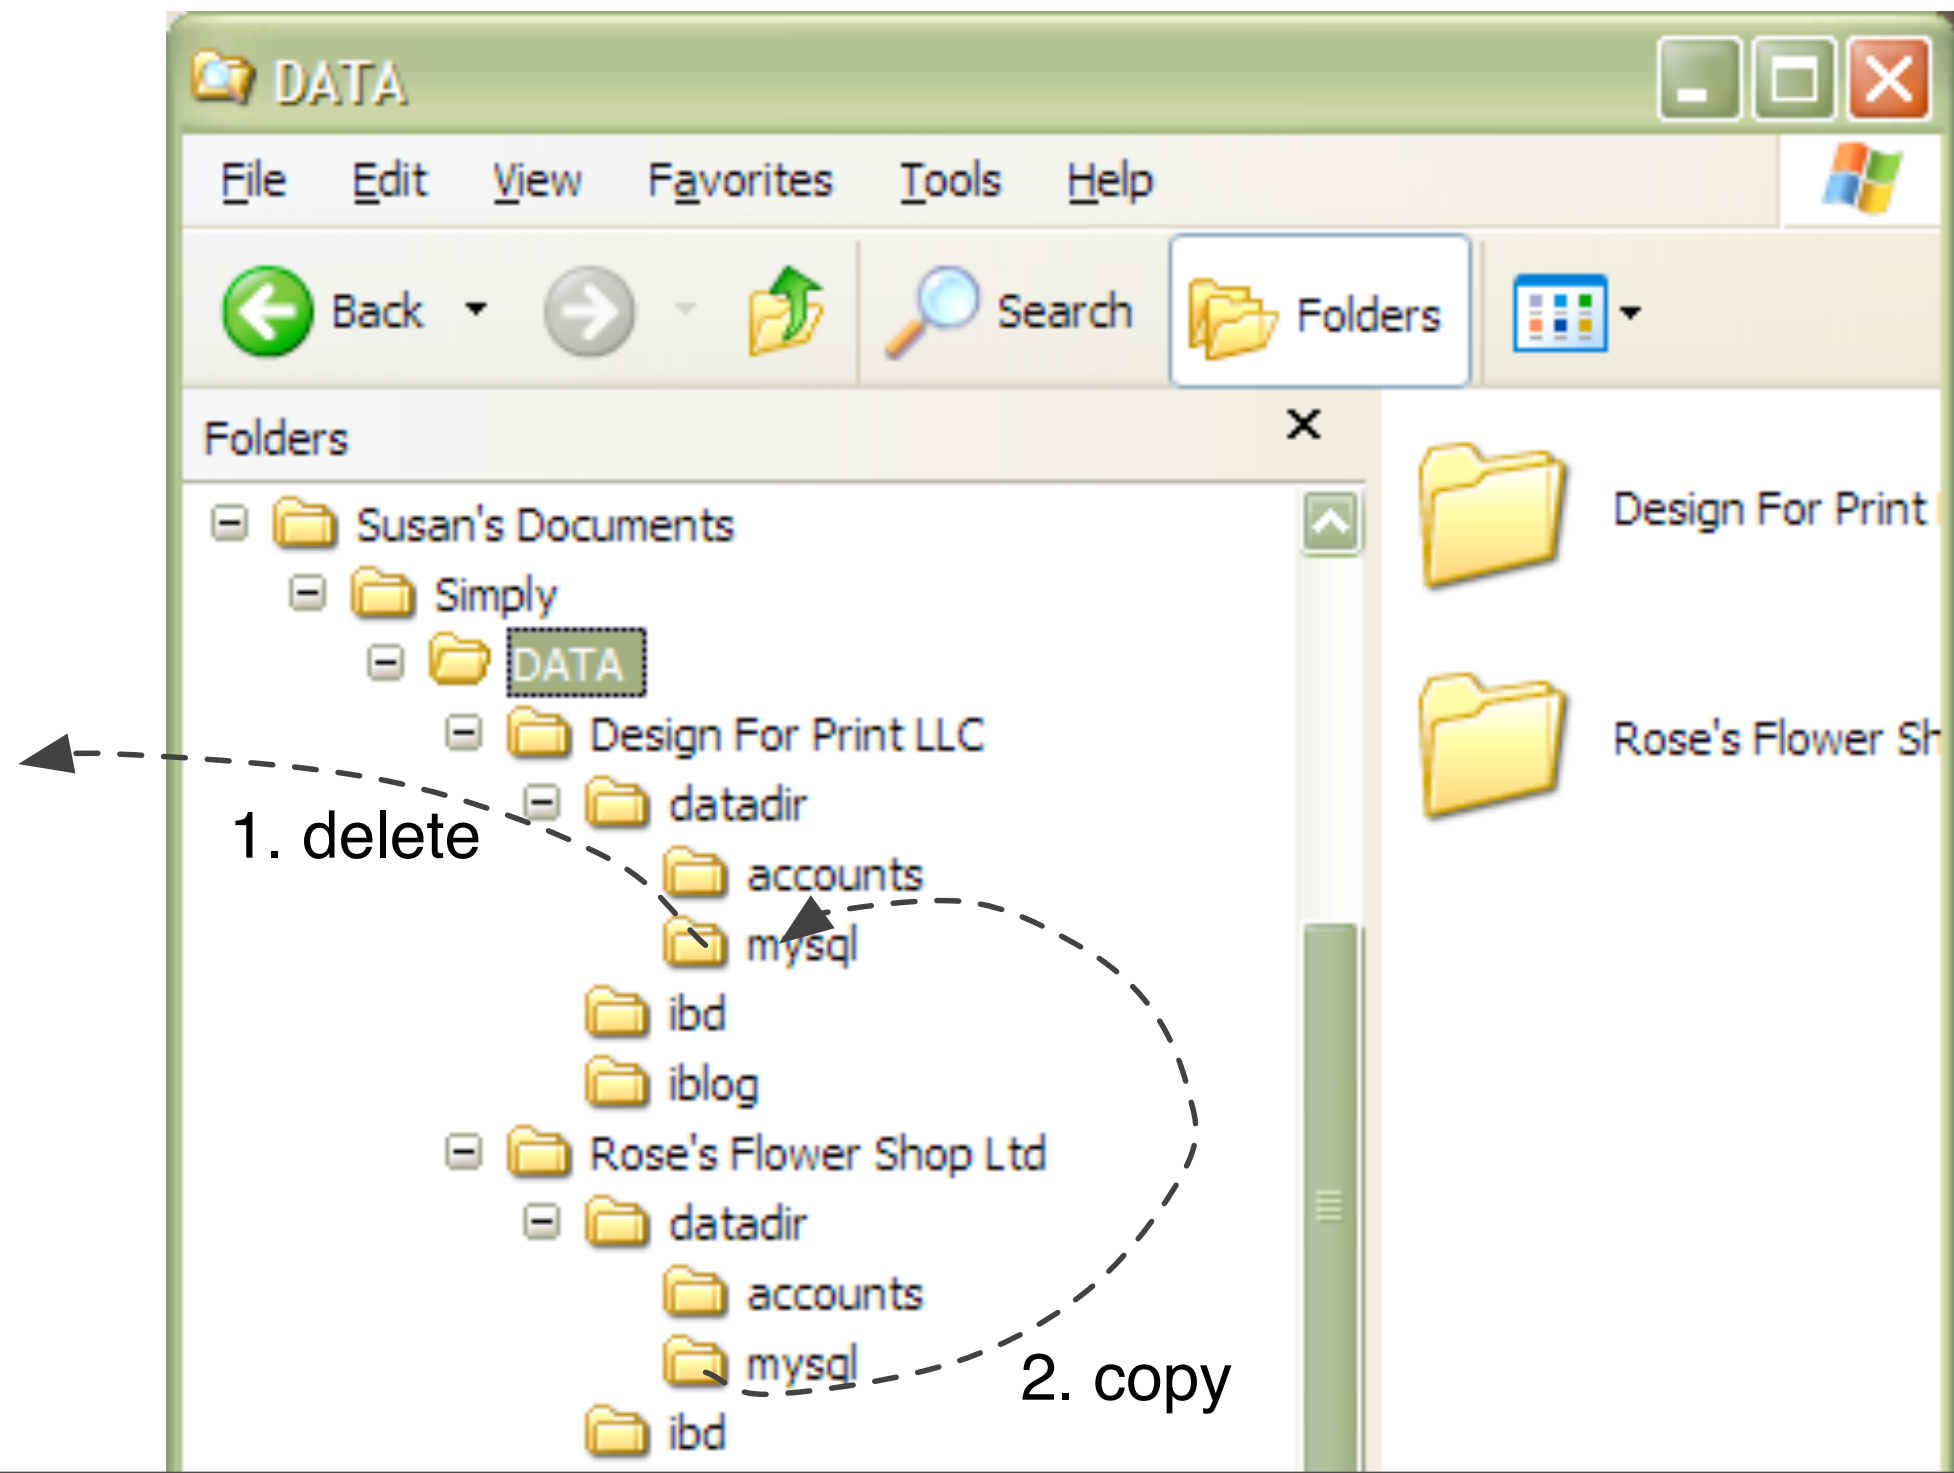 DATA
File Edit View Favorites Tools Help
Back Search Folders
Folders
Susan's Documents
Simply
DATA
Design For Print LLC
datadir
accounts
mysql
ibd
iblog
Rose's Flower Shop Ltd
datadir
accounts
mysql
ibd
1. delete
2. copy
Design For Print
Rose's Flower Sh